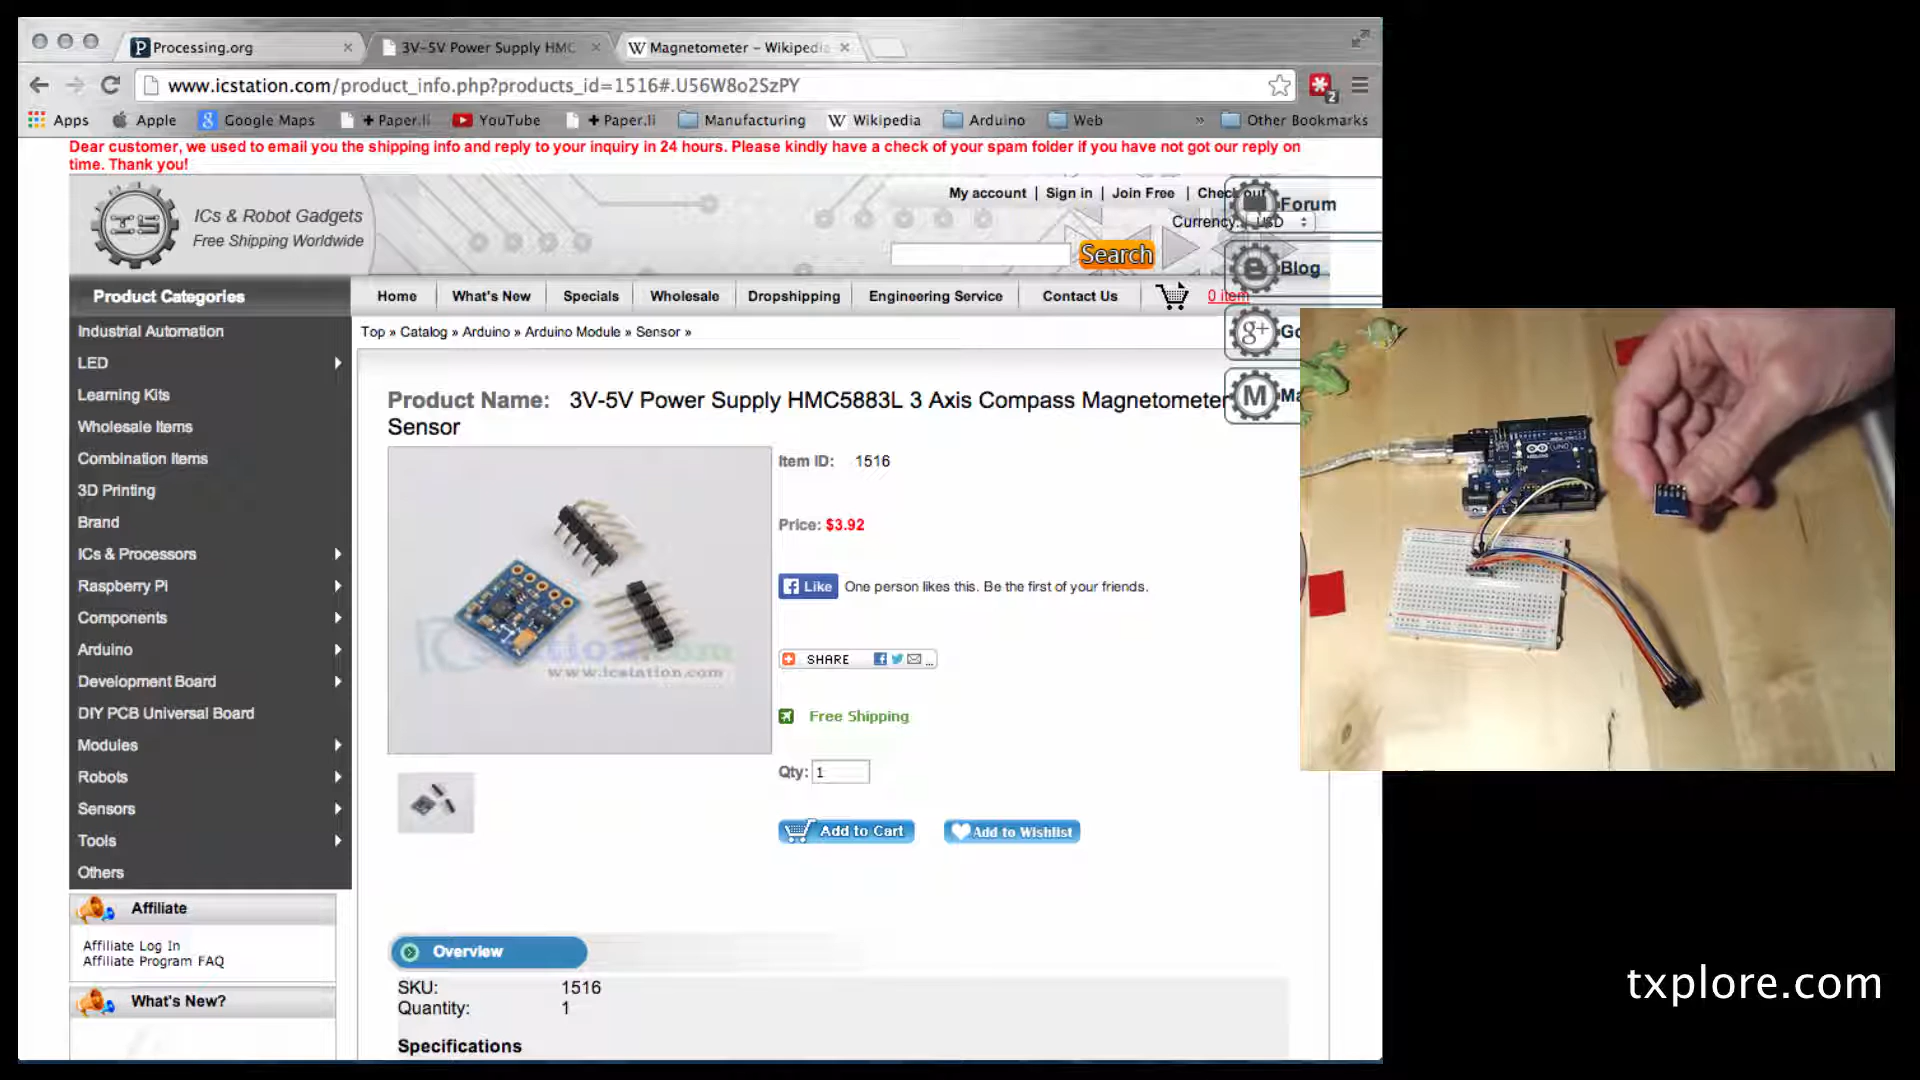 Processing.org
3V-5V Power Supply HMC
Magnetometer – Wikipedia
www.icstation.com/product_info.php?products_id=1516#.U56W8o2SzPY
2
Apps
Apple
Google Maps
+ Paper.li
YouTube
+ Paper.li
Manufacturing
Wikipedia
Arduino
Web
»
Other Bookmarks
Dear customer, we used to email you the shipping info and reply to your inquiry in 24 hours. Please kindly have a check of your spam folder if you have not got our reply on
time. Thank you!
ICs & Robot Gadgets
Free Shipping Worldwide
My account | Sign in | Join Free | Check out
Currency: USD
Search
Forum
Blog
g+ Go
M Ma
Product Categories
Home
What's New
Specials
Wholesale
Dropshipping
Engineering Service
Contact Us
0 item
Top » Catalog » Arduino » Arduino Module » Sensor »
Industrial Automation
LED
Learning Kits
Wholesale Items
Combination Items
3D Printing
Brand
ICs & Processors
Raspberry Pi
Components
Arduino
Development Board
DIY PCB Universal Board
Modules
Robots
Sensors
Tools
Others
Product Name: 3V-5V Power Supply HMC5883L 3 Axis Compass Magnetometer
Sensor
Item ID: 1516
Price: $3.92
Like One person likes this. Be the first of your friends.
www.icstation.com
SHARE
...
Free Shipping
Qty: 1
Add to Cart
Add to Wishlist
Affiliate
Affiliate Log In
Affiliate Program FAQ
What's New?
Overview
SKU: 1516
Quantity: 1
Specifications
UNO
txplore.com